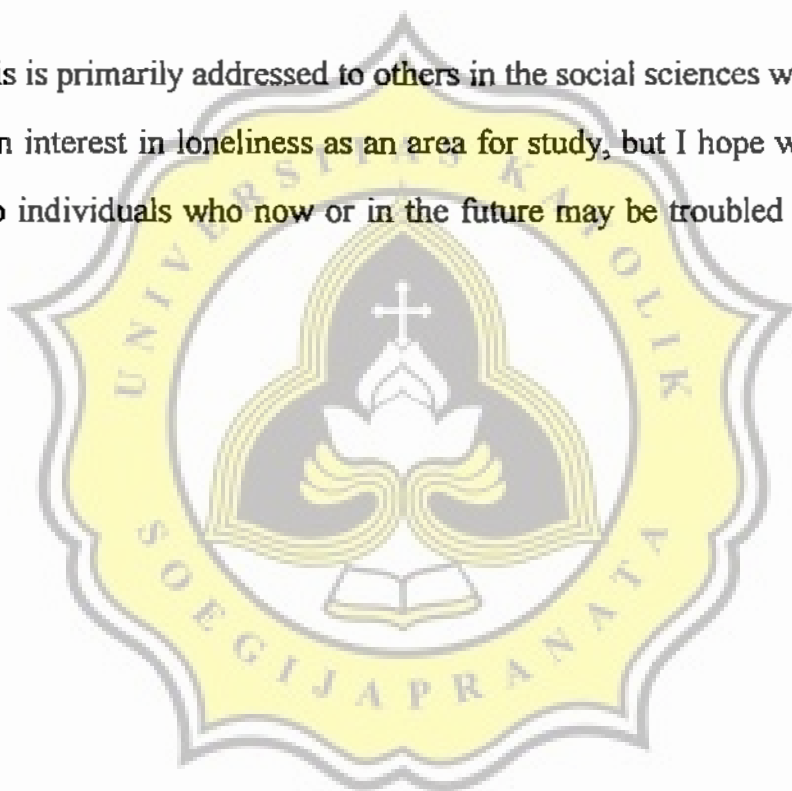 is is primarily addressed to others in the social sciences w
n interest in loneliness as an area for study, but I hope w
o individuals who now or in the future may be troubled
UNIVERSITAS KATOLIK
SOEGIJAPRANATA